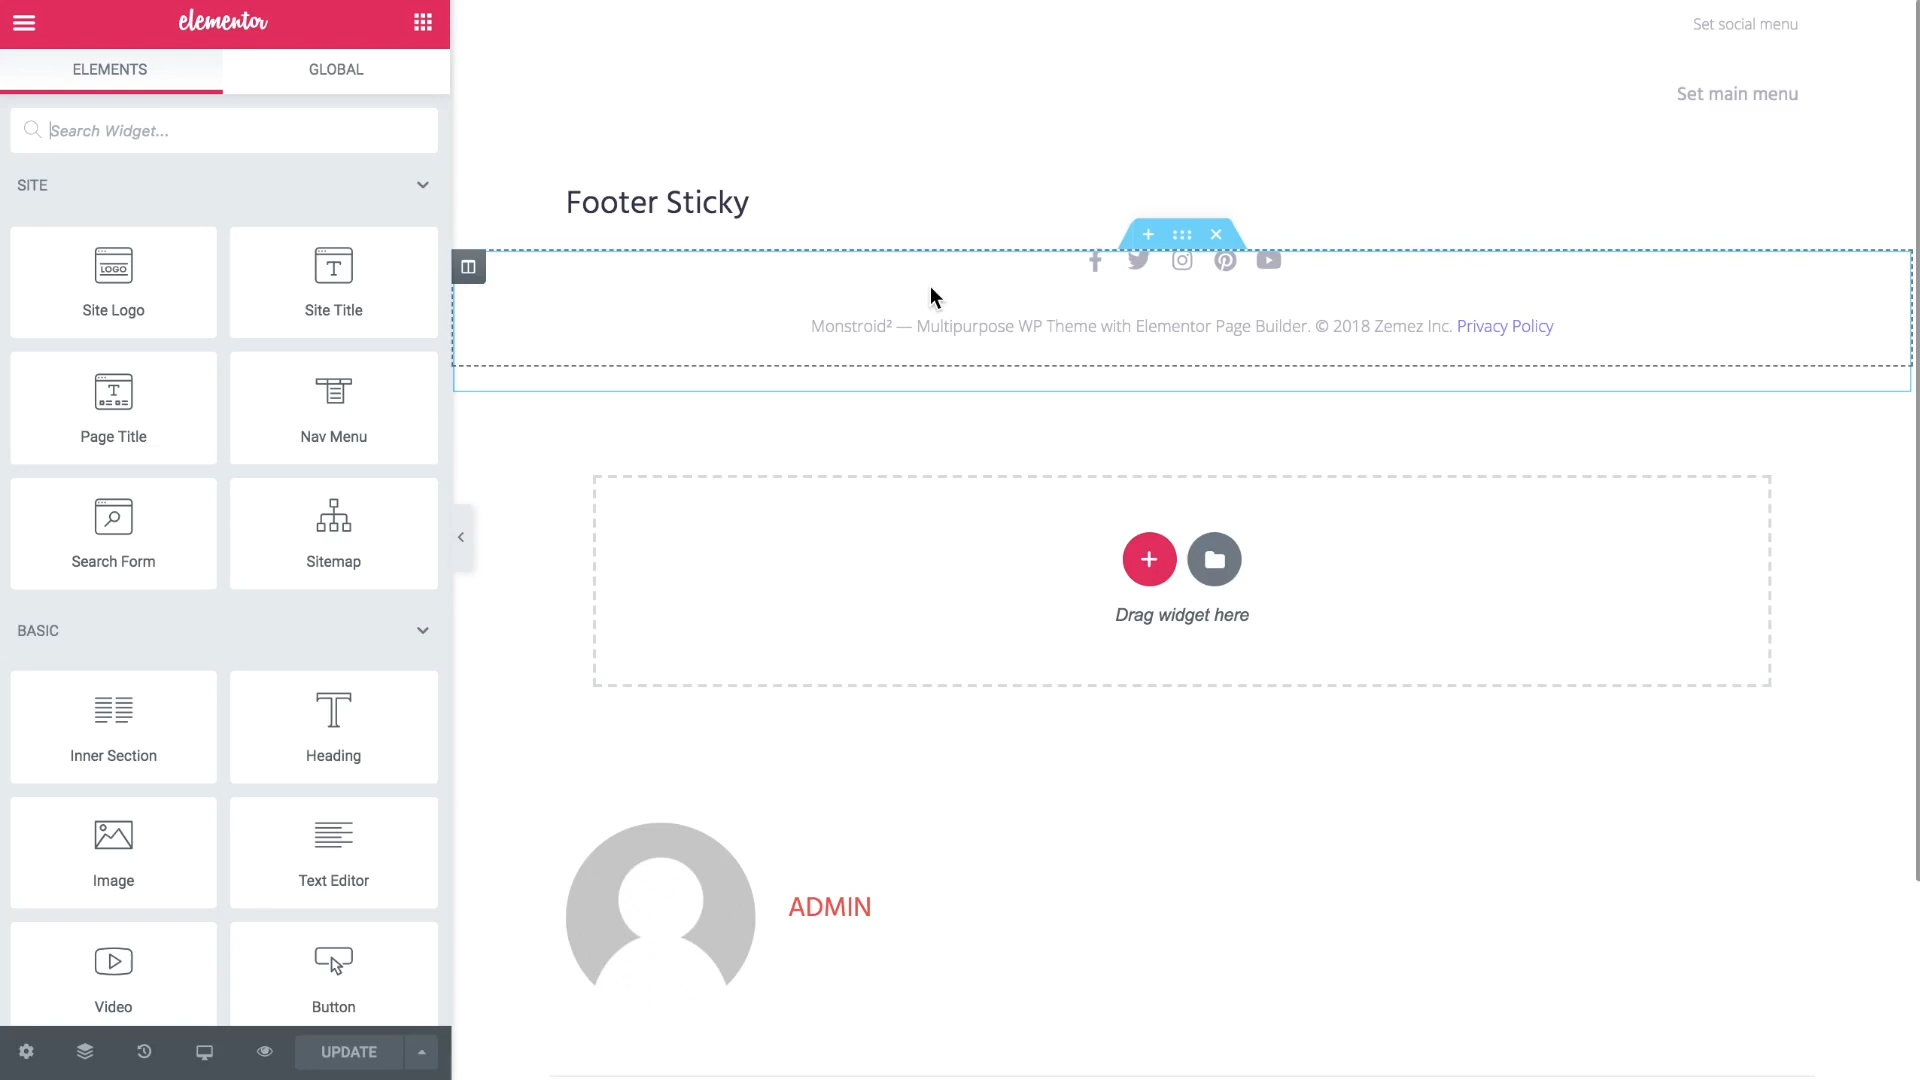 elementor
ELEMENTS
GLOBAL
Search Widget...
SITE
LOGO
Site Logo
Site Title
Page Title
Nav Menu
Search Form
Sitemap
BASIC
Inner Section
Heading
Image
Text Editor
Video
Button
UPDATE
Set social menu
Set main menu
Footer Sticky
Monstroid² — Multipurpose WP Theme with Elementor Page Builder. © 2018 Zemez Inc. Privacy Policy
Drag widget here
ADMIN